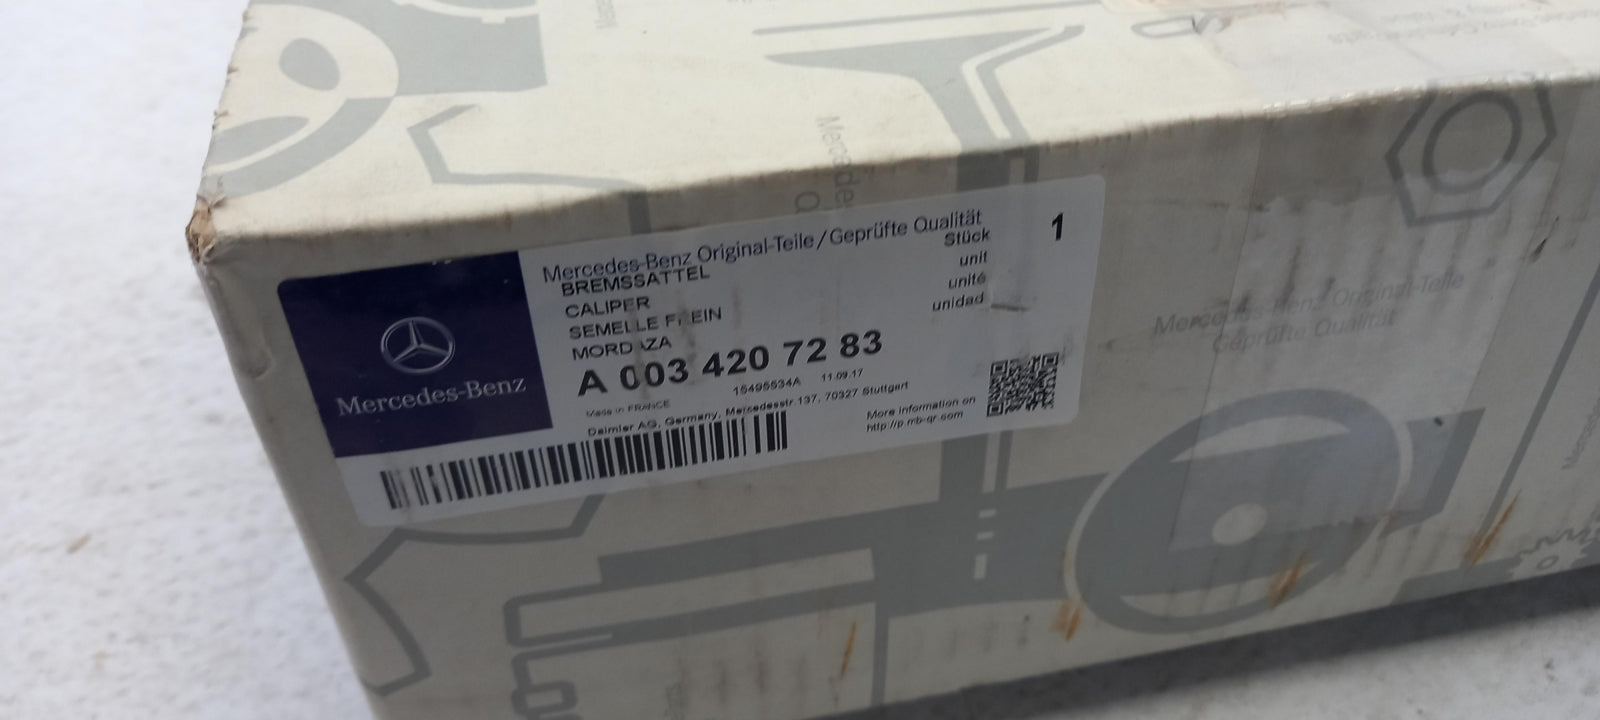 Mercedes-Benz Original-Teile / Geprüfte Qualität
BREMSSATTEL
CALIPER
SEMELLE FREIN
MORDAZA
Stück
unit
unité
unidad
1
A 003 420 72 83
15495534A 11.09.17
Made in FRANCE
Daimler AG, Germany, Mercedesstr.137, 70327 Stuttgart
More information on
http://p.mb-qr.com
Mercedes-Benz
Mercedes-Benz Original-Teile
Geprüfte Qualität